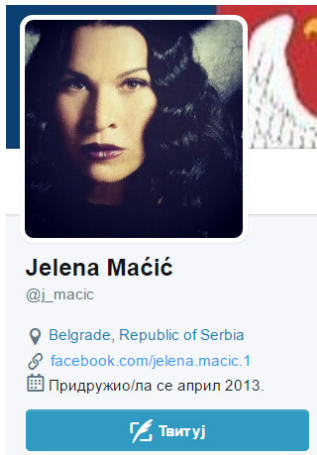 Jelena Maćić
@j_macic
Belgrade, Republic of Serbia
facebook.com/jelena.macic.1
Придружио/ла се април 2013.
Твитуј